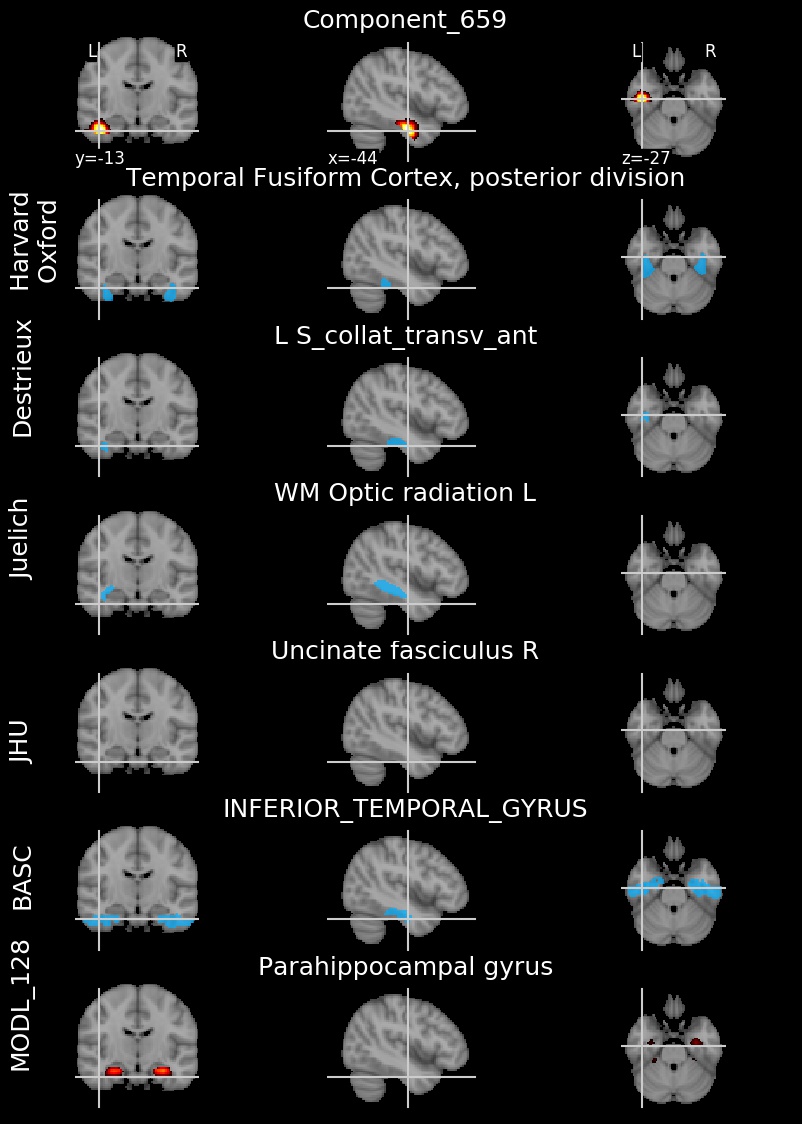 Component_659
L R
L R
y=-13
x=-44
z=-27
Temporal Fusiform Cortex, posterior division
Harvard
Oxford
L S_collat_transv_ant
Destrieux
WM Optic radiation L
Juelich
Uncinate fasciculus R
JHU
INFERIOR_TEMPORAL_GYRUS
BASC
Parahippocampal gyrus
MODL_128